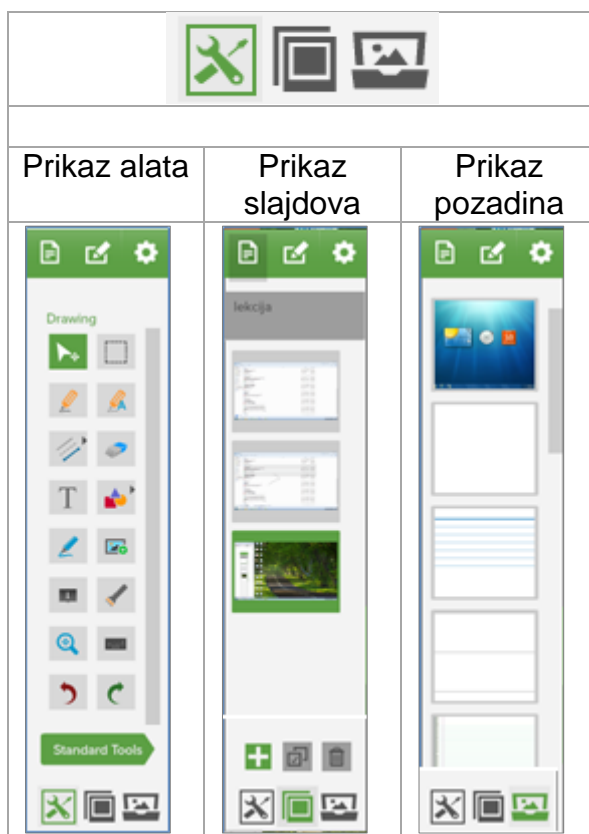 Prikaz alata
Prikaz
slajdova
Prikaz
pozadina
Drawing
T
Standard Tools
lekcija